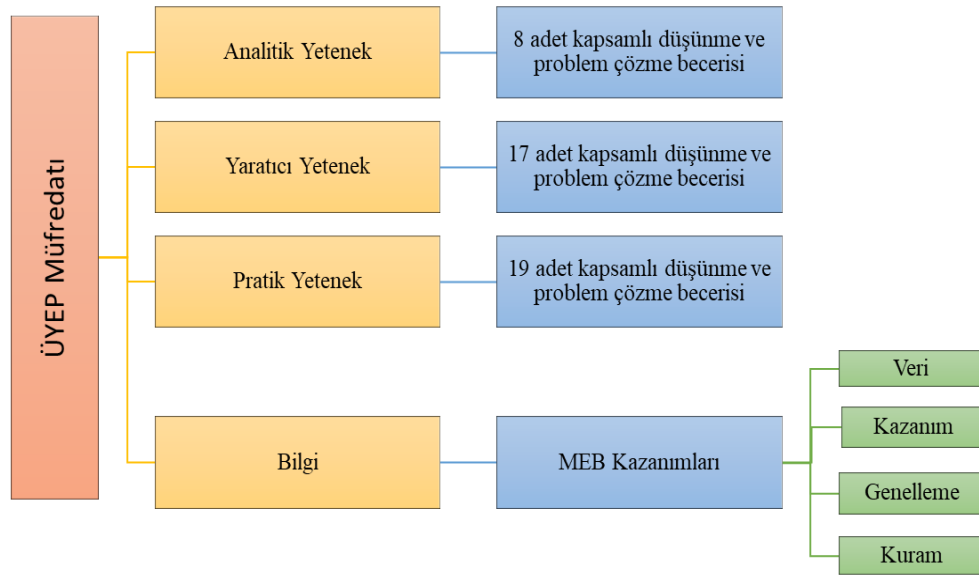 ÜYEP Müfredatı
Analitik Yetenek
8 adet kapsamlı düşünme ve
problem çözme becerisi
Yaratıcı Yetenek
17 adet kapsamlı düşünme ve
problem çözme becerisi
Pratik Yetenek
19 adet kapsamlı düşünme ve
problem çözme becerisi
Bilgi
MEB Kazanımları
Veri
Kazanım
Genelleme
Kuram